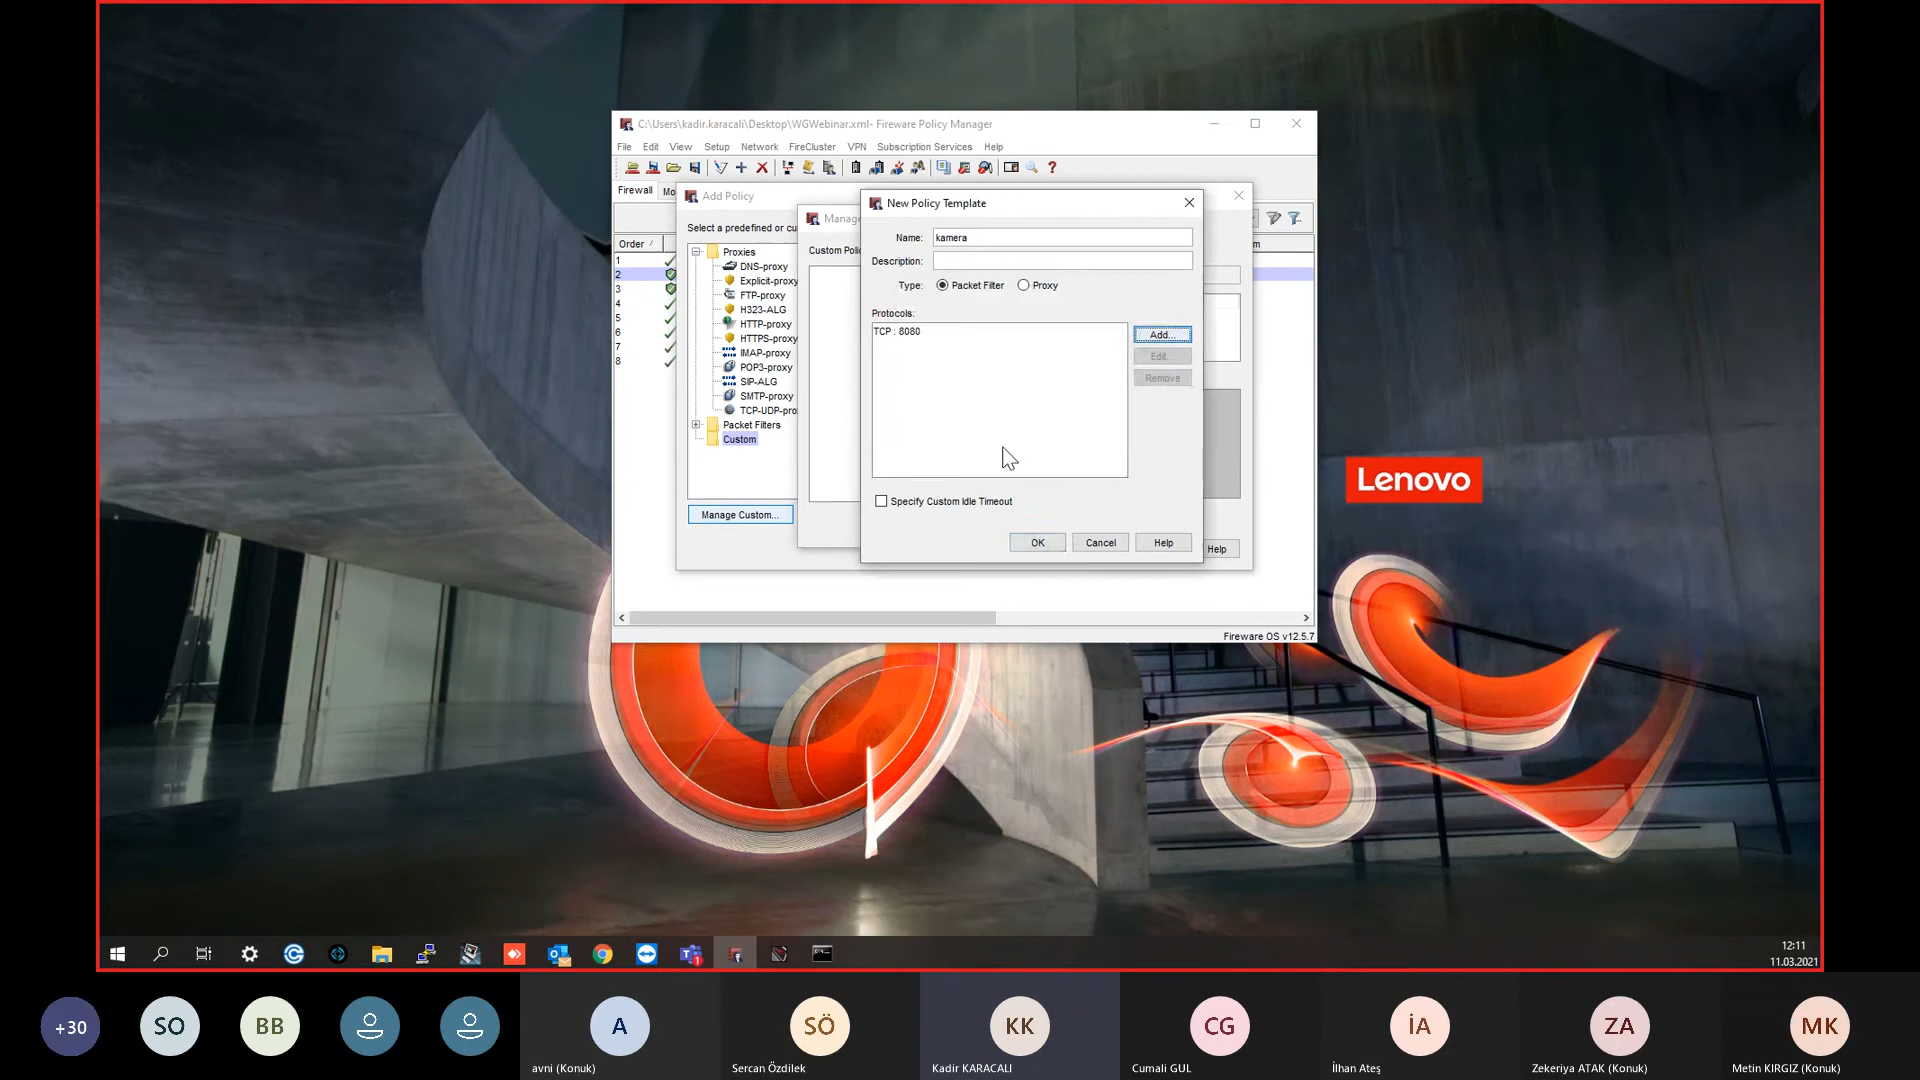 C:\Users\kadir.karacali\Desktop\WGWebinar.xml- Fireware Policy Manager
File Edit View Setup Network FireCluster VPN Subscription Services Help
Firewall
Order
1
2
3
4
5
6
7
8
Add Policy
Proxies
DNS-proxy
Explicit-proxy
FTP-proxy
H323-ALG
HTTP-proxy
HTTPS-proxy
IMAP-proxy
POP3-proxy
SIP-ALG
SMTP-proxy
TCP-UDP-pro
Packet Filters
Custom
Manage Custom...
Help
Manage
New Policy Template
Name: kamera
Description:
Type: Packet Filter Proxy
Protocols:
TCP : 8080
Add...
Edit...
Remove
Specify Custom Idle Timeout
OK Cancel Help
Fireware OS v12.5.7
Lenovo
12:11
11.03.2021
+30
SO
BB
A
avni (Konuk)
SÖ
Sercan Özdilek
KK
Kadir KARACALI
CG
Cumali GUL
İA
İlhan Ateş
ZA
Zekeriya ATAK (Konuk)
MK
Metin KIRGIZ (Konuk)